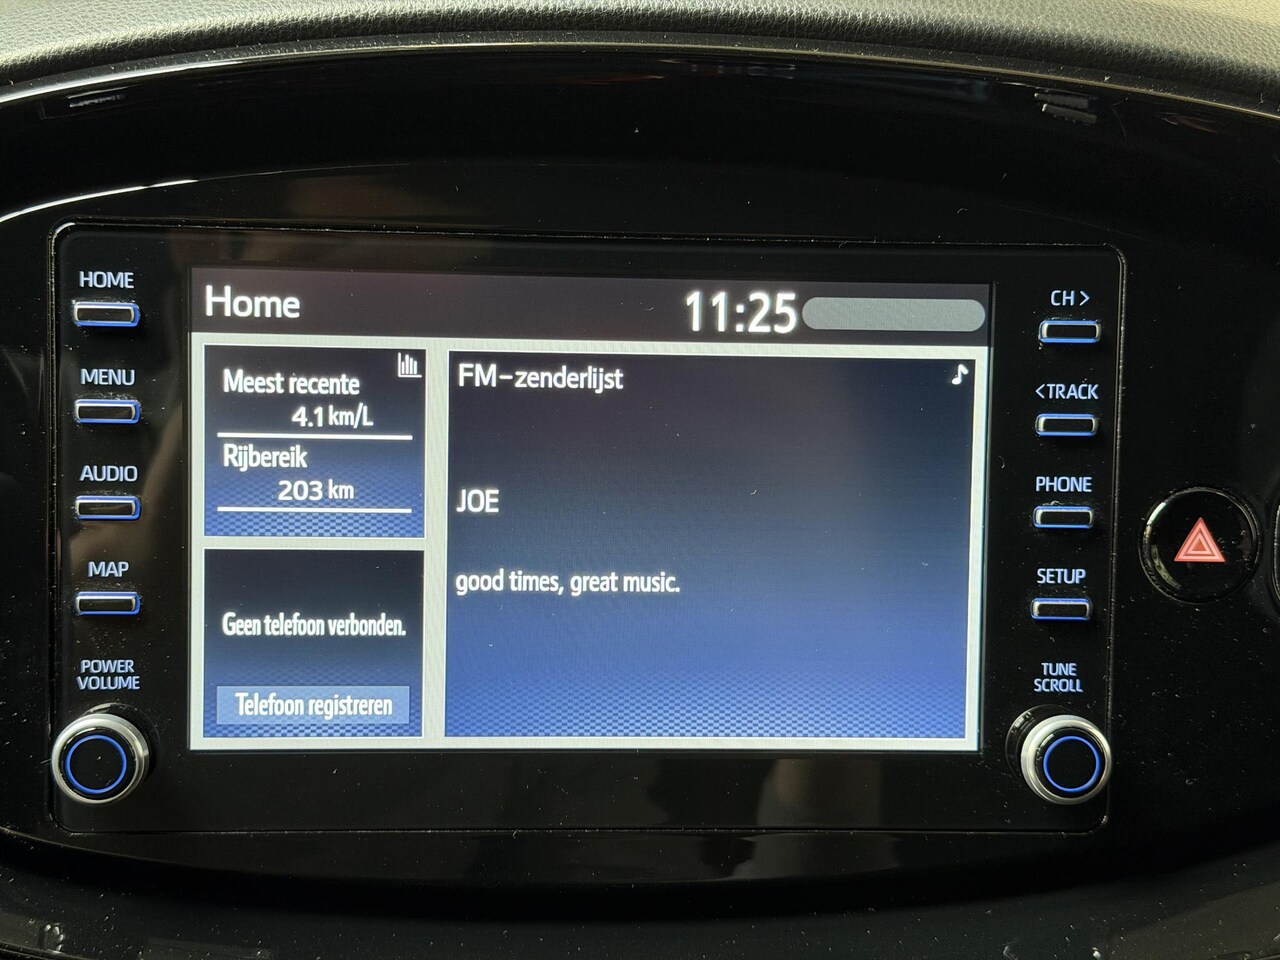 HOME
MENU
AUDIO
MAP
POWER
VOLUME
Home
11:25
Meest recente
4.1 km/L
Rijbereik
203 km
Geen telefoon verbonden.
Telefoon registreren
FM-zenderlijst
JOE
good times, great music.
CH >
<TRACK
PHONE
SETUP
TUNE
SCROLL